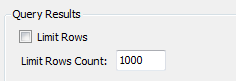 Query Results
Limit Rows
Limit Rows Count: 1000